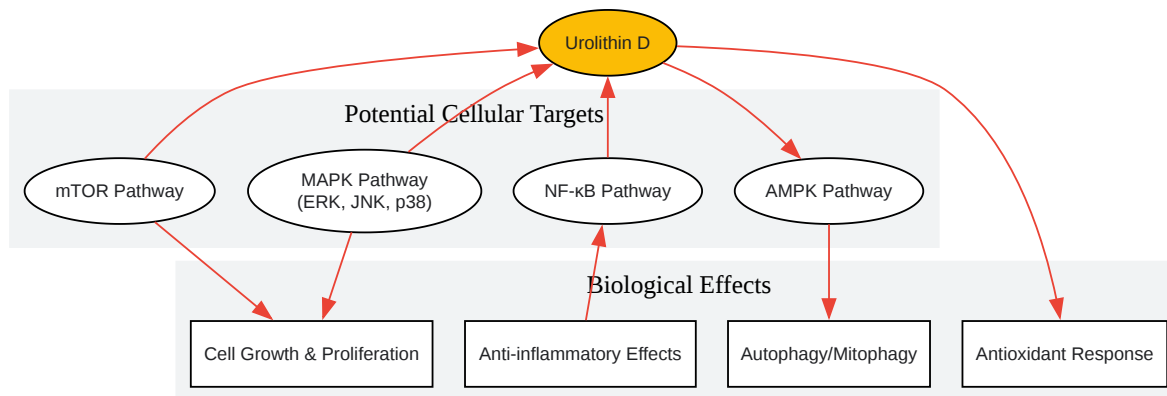 Urolithin D
Potential Cellular Targets
mTOR Pathway
MAPK Pathway
(ERK, JNK, p38)
NF-κB Pathway
AMPK Pathway
Biological Effects
Cell Growth & Proliferation
Anti-inflammatory Effects
Autophagy/Mitophagy
Antioxidant Response